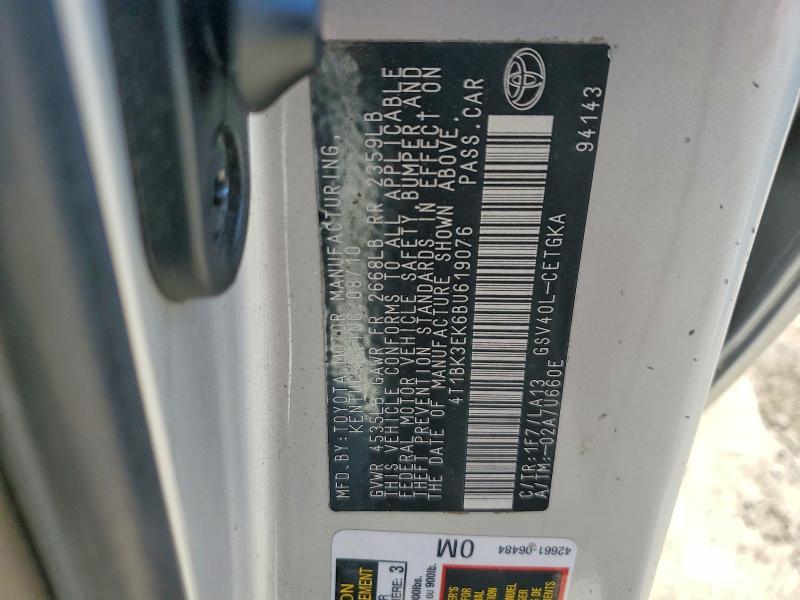 MFD.BY:TOYOTA MOTOR MANUFACTURING,
INC. 08/10
GVWR 4535LB GAWR FR 2668LB RR 2359LB
THIS VEHICLE CONFORMS TO ALL APPLICABLE
FEDERAL MOTOR VEHICLE SAFETY, BUMPER, AND
THEFT PREVENTION STANDARDS IN EFFECT ON
THE DATE OF MANUFACTURE SHOWN ABOVE.
4T1BK3EK6BU619076 PASS.CAR
C/TR:1F7/LA13 GSV40L-CETGKA
A/TM:-02A/U660E
94143
0M 42661-06484